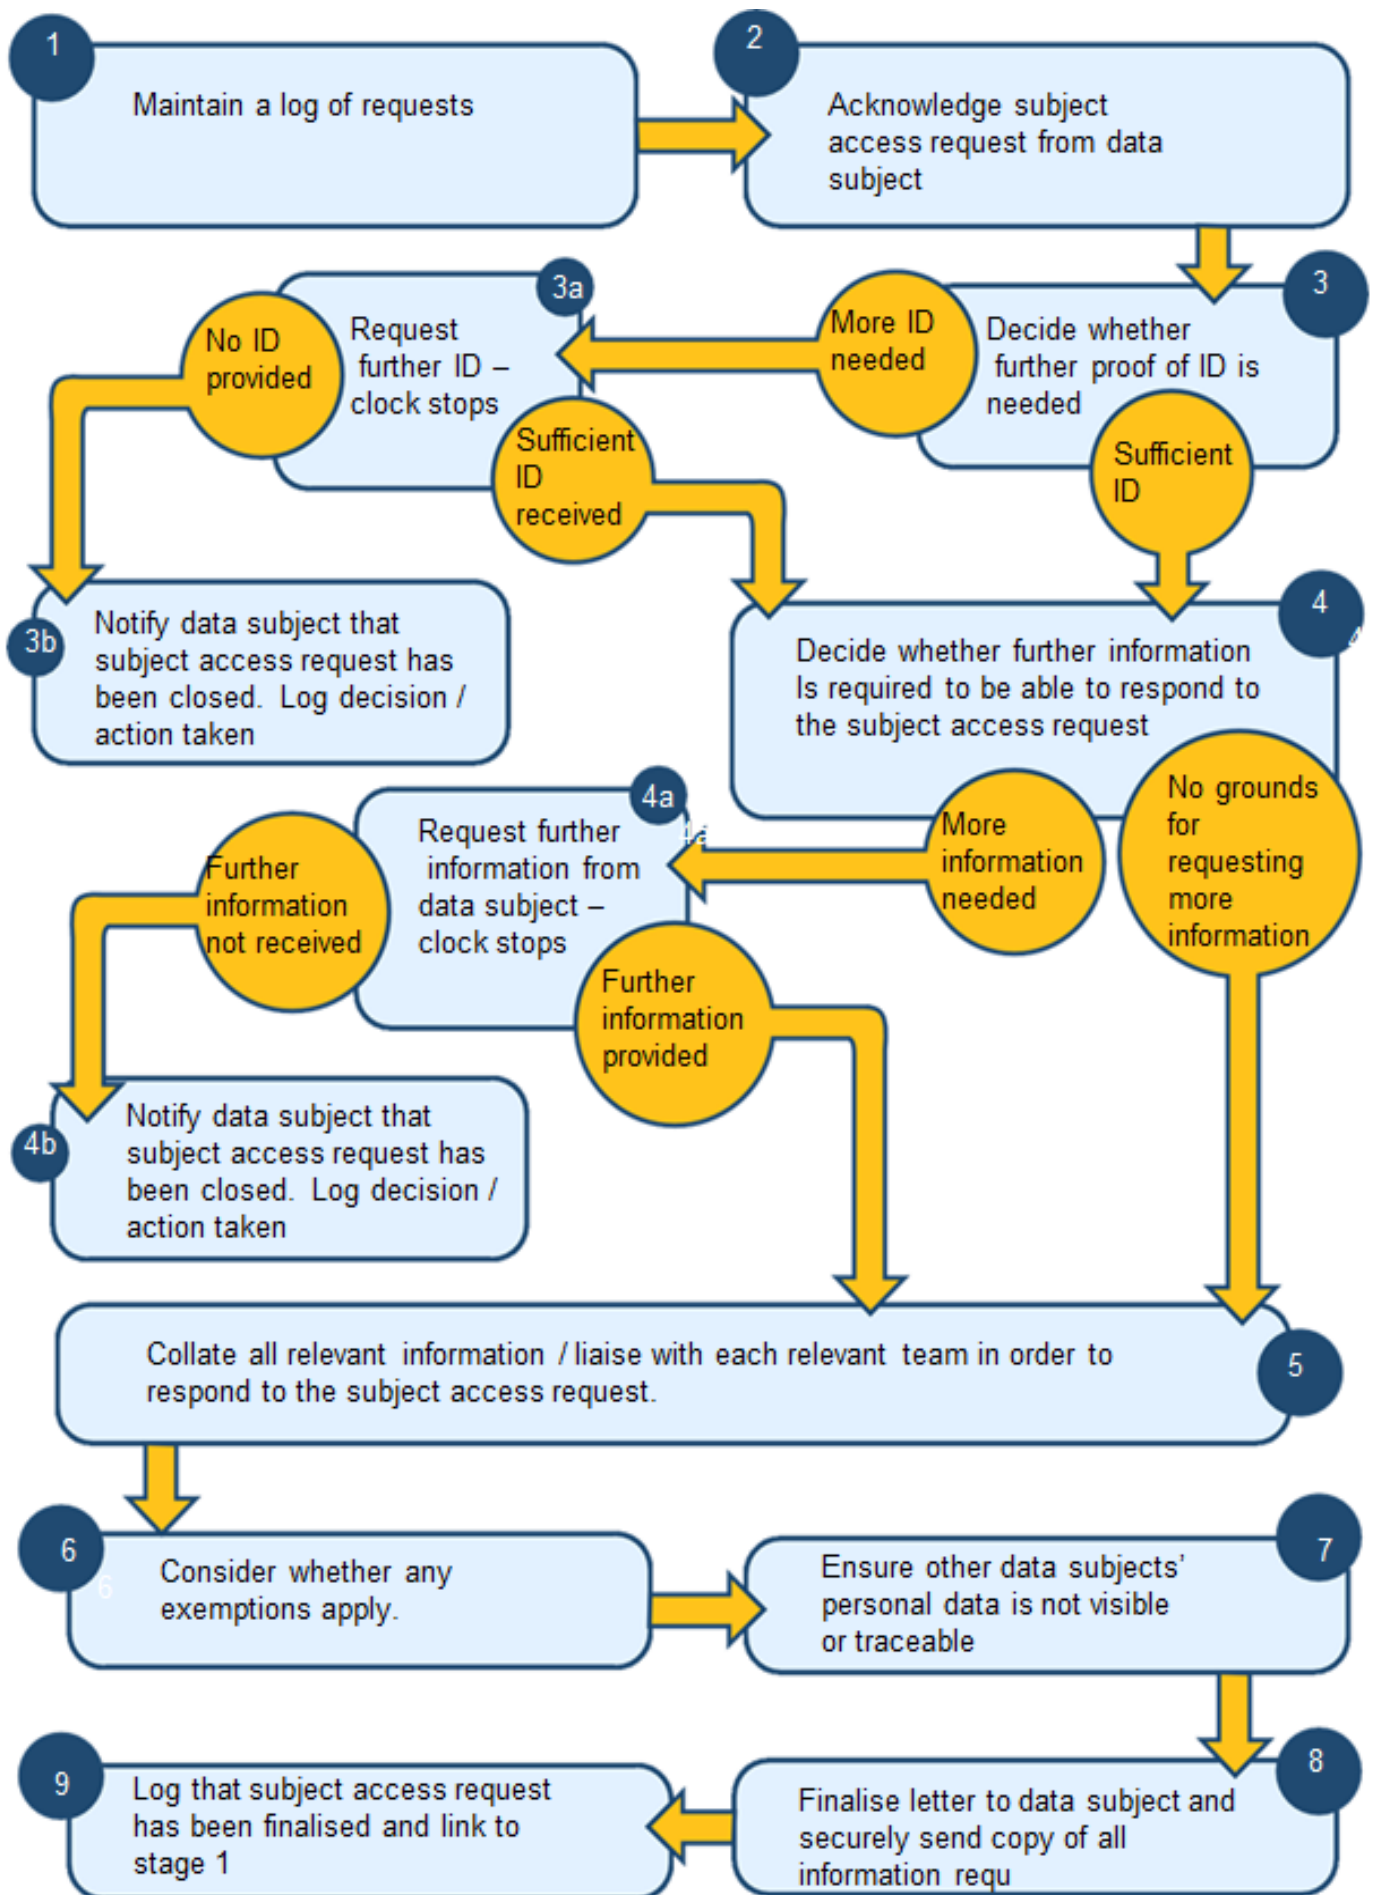 1
Maintain a log of requests
2
Acknowledge subject
access request from data
subject
3
Decide whether
further proof of ID is
needed
More ID
needed
Sufficient
ID
3a
Request
further ID –
clock stops
No ID
provided
Sufficient
ID
received
3b
Notify data subject that
subject access request has
been closed. Log decision /
action taken
4
4
Decide whether further information
Is required to be able to respond to
the subject access request
More
information
needed
No grounds
for
requesting
more
information
4a
4a
Request further
information from
data subject –
clock stops
Further
information
not received
Further
information
provided
4b
Notify data subject that
subject access request has
been closed. Log decision /
action taken
5
Collate all relevant information / liaise with each relevant team in order to
respond to the subject access request.
6
6
Consider whether any
exemptions apply.
7
Ensure other data subjects’
personal data is not visible
or traceable
8
Finalise letter to data subject and
securely send copy of all
information requ
9
Log that subject access request
has been finalised and link to
stage 1